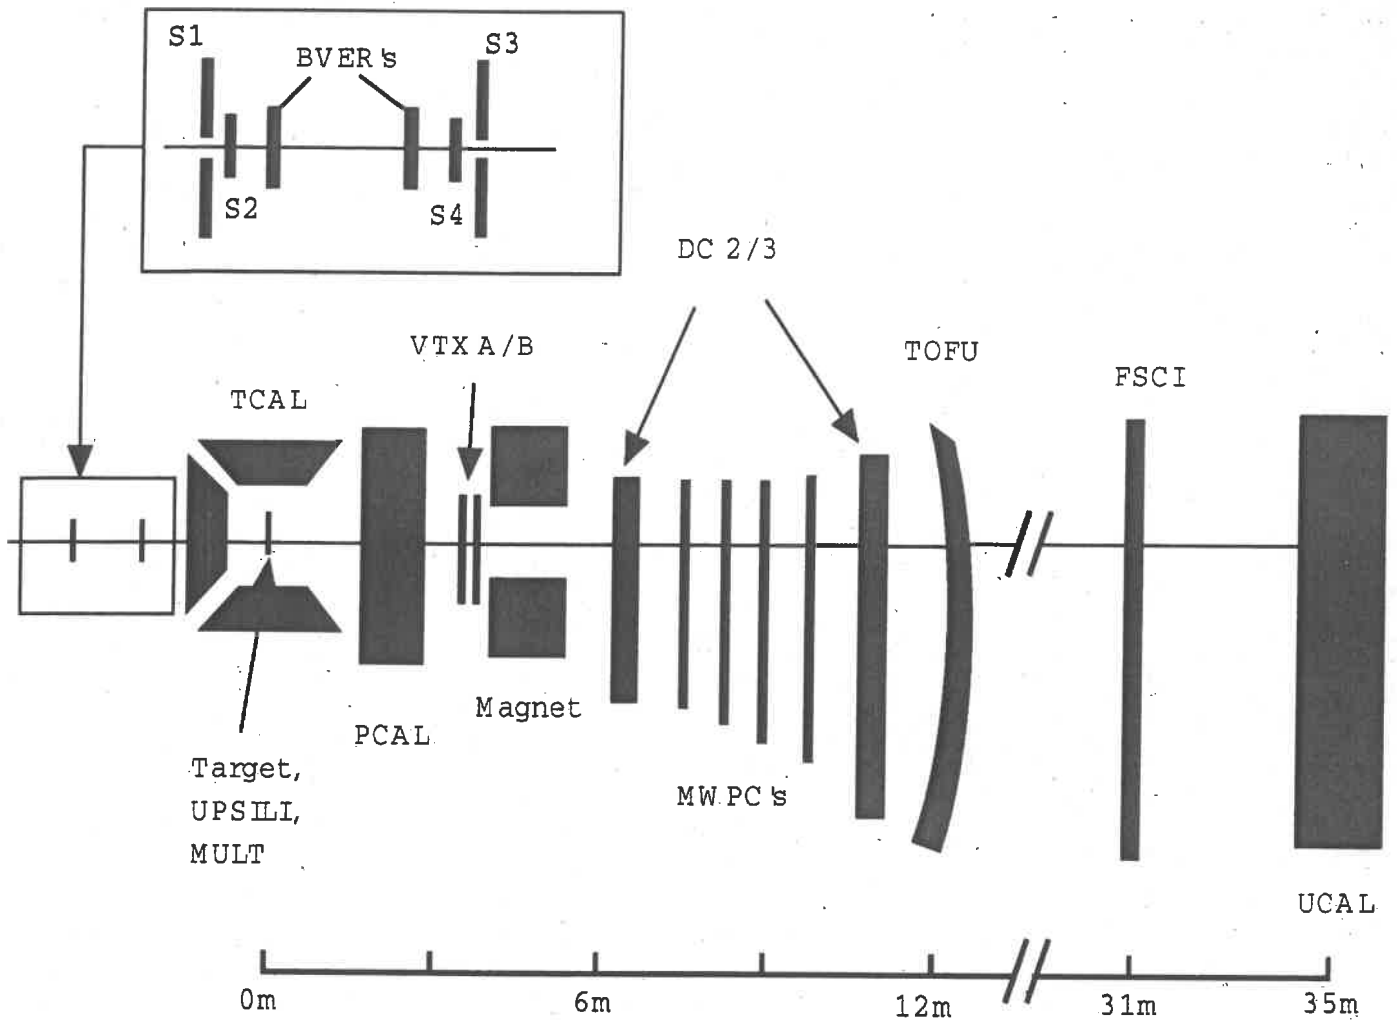 S1
BVER's
S3
S2
S4
DC 2/3
VTX A/B
TOFU
FSCI
TCAL
Magnet
PCAL
Target,
UPSILI,
MULT
MWPC's
UCAL
0m
6m
12m
31m
35m